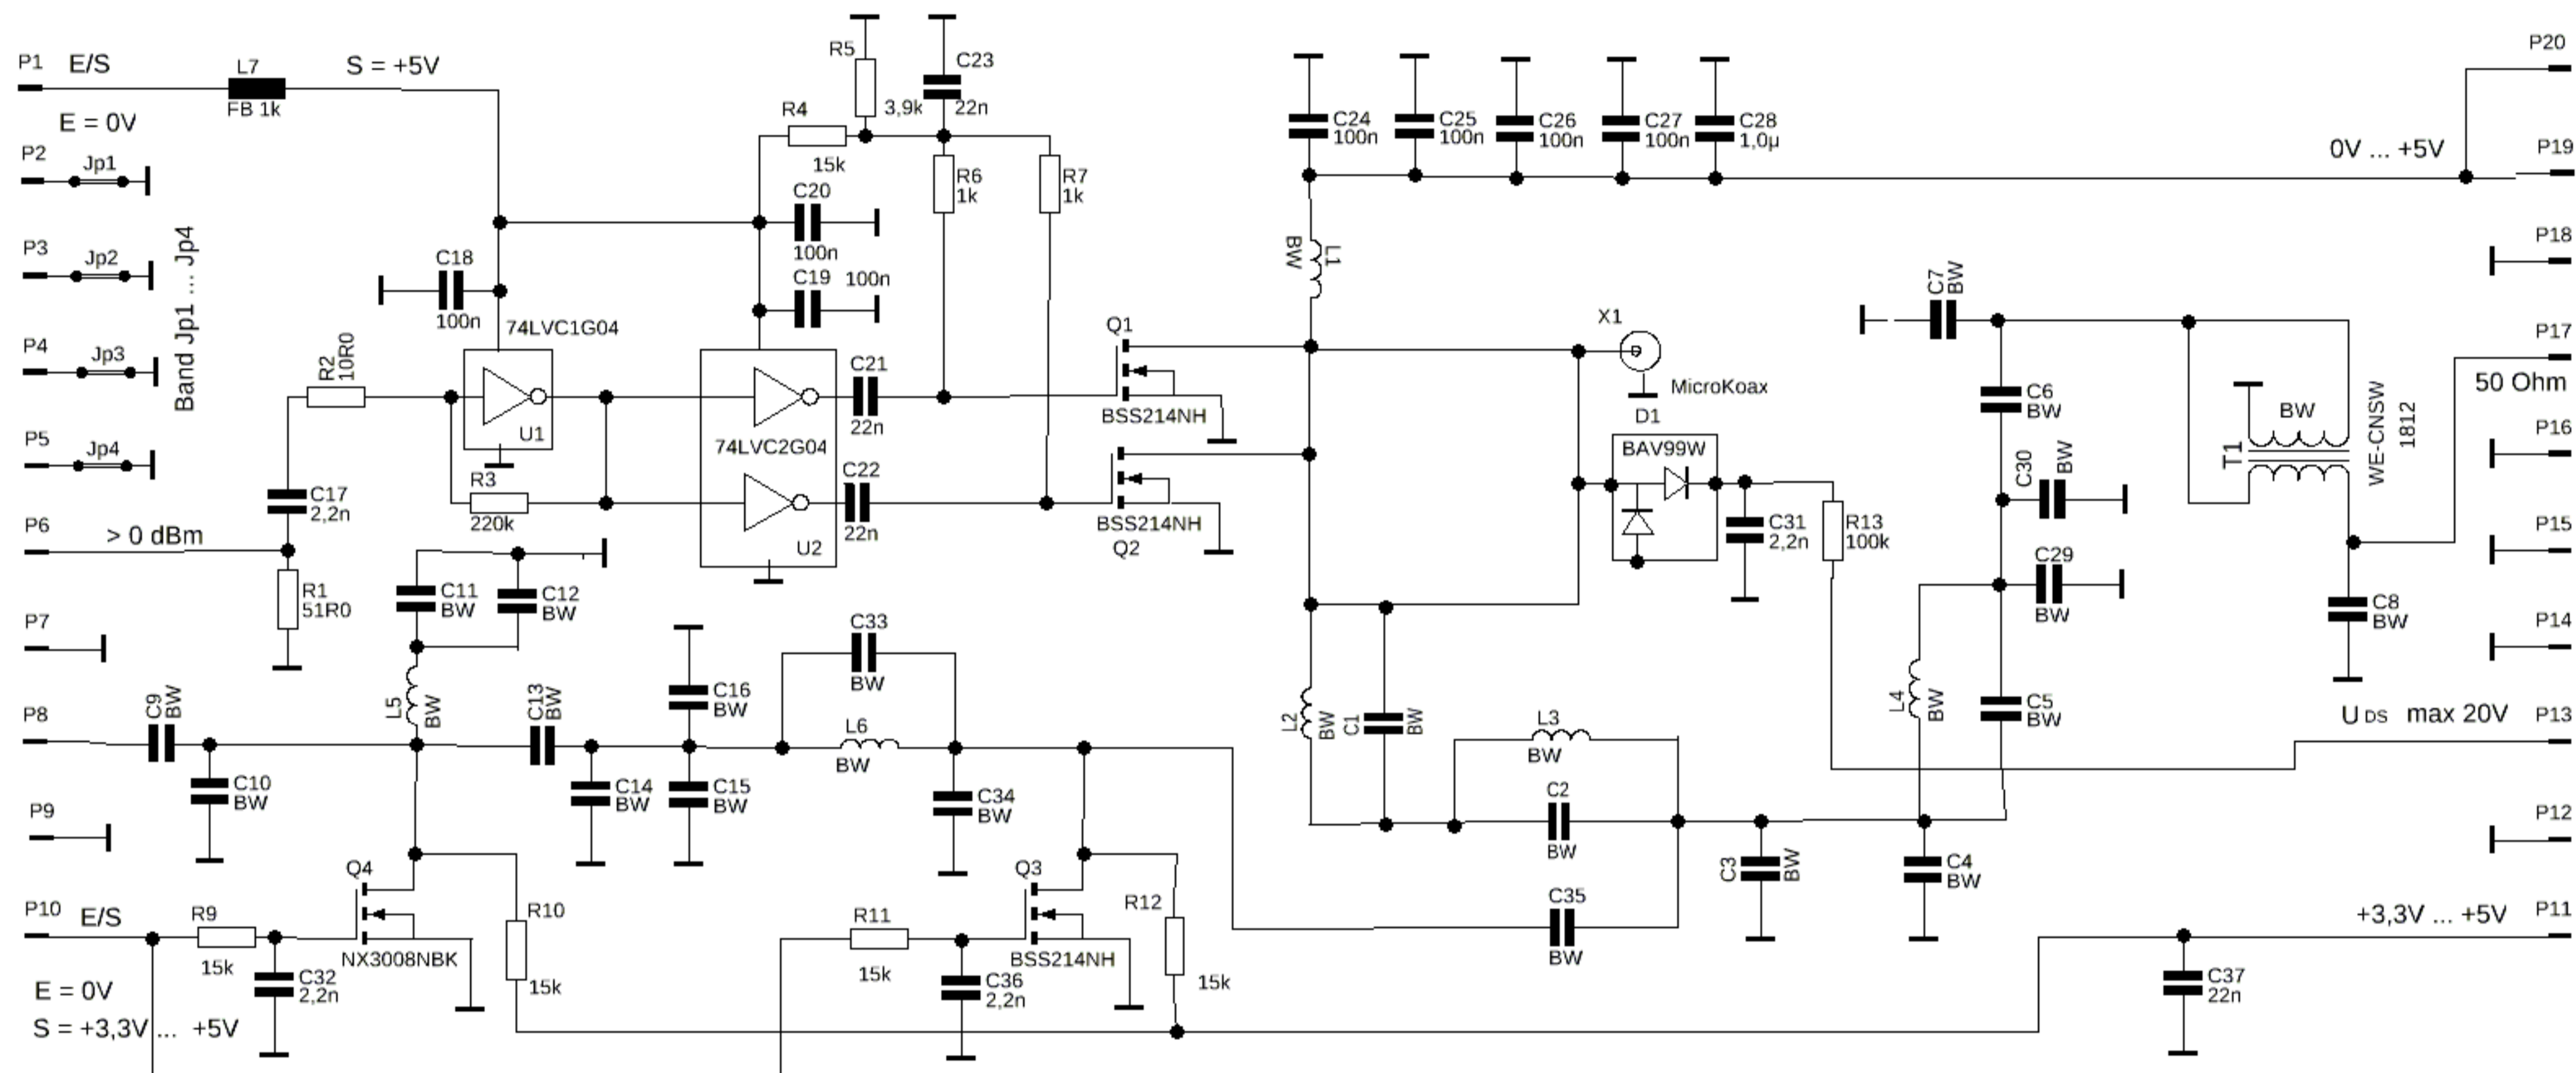 P1 E/S
L7
FB 1k
S = +5V
E = 0V
P2 Jp1
P3 Jp2
P4 Jp3
P5 Jp4
Band Jp1 ... Jp4
P6 > 0 dBm
P7
P8
P9
P10 E/S
E = 0V
S = +3,3V ... +5V
R5
3,9k
C23
22n
R4
15k
R6
1k
R7
1k
C20
100n
C19 100n
C18
100n
74LVC1G04
U1
R2
10R0
R3
220k
C17
2,2n
R1
51R0
74LVC2G04
U2
C21
22n
C22
22n
Q1
BSS214NH
BSS214NH
Q2
C11
BW
C12
BW
L5
BW
C9
BW
C10
BW
C13
BW
C14
BW
C16
BW
C15
BW
C33
BW
L6
BW
C34
BW
Q4
NX3008NBK
R9
15k
C32
2,2n
R10
15k
R11
15k
C36
2,2n
Q3
BSS214NH
R12
15k
C24
100n
C25
100n
C26
100n
C27
100n
C28
1,0µ
L1
BW
X1
MicroKoax
D1
BAV99W
C31
2,2n
R13
100k
L2
BW
C1
BW
L3
BW
C2
BW
C35
BW
C3
BW
C4
BW
L4
BW
C5
BW
C29
BW
C30
BW
C6
BW
C7
BW
T1
BW
WE-CNSW
1812
C8
BW
C37
22n
P20
0V ... +5V P19
P18
P17
50 Ohm
P16
P15
P14
U DS max 20V P13
P12
+3,3V ... +5V P11